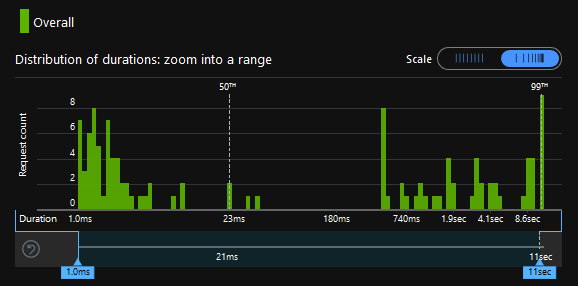 Overall
Distribution of durations: zoom into a range
Scale
50TH
99TH
Request count
8
6
4
2
0
Duration 1.0ms 23ms 180ms 740ms 1.9sec 4.1sec 8.6sec
21ms 11sec
1.0ms 11sec